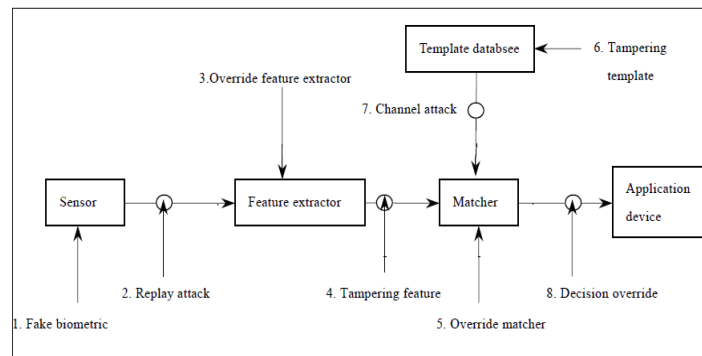 Template databsee
6. Tampering
template
3.Override feature extractor
7. Channel attack
Sensor
Feature extractor
Matcher
Application
device
2. Replay attack
4. Tampering feature
8. Decision override
1. Fake biometric
5. Override matcher